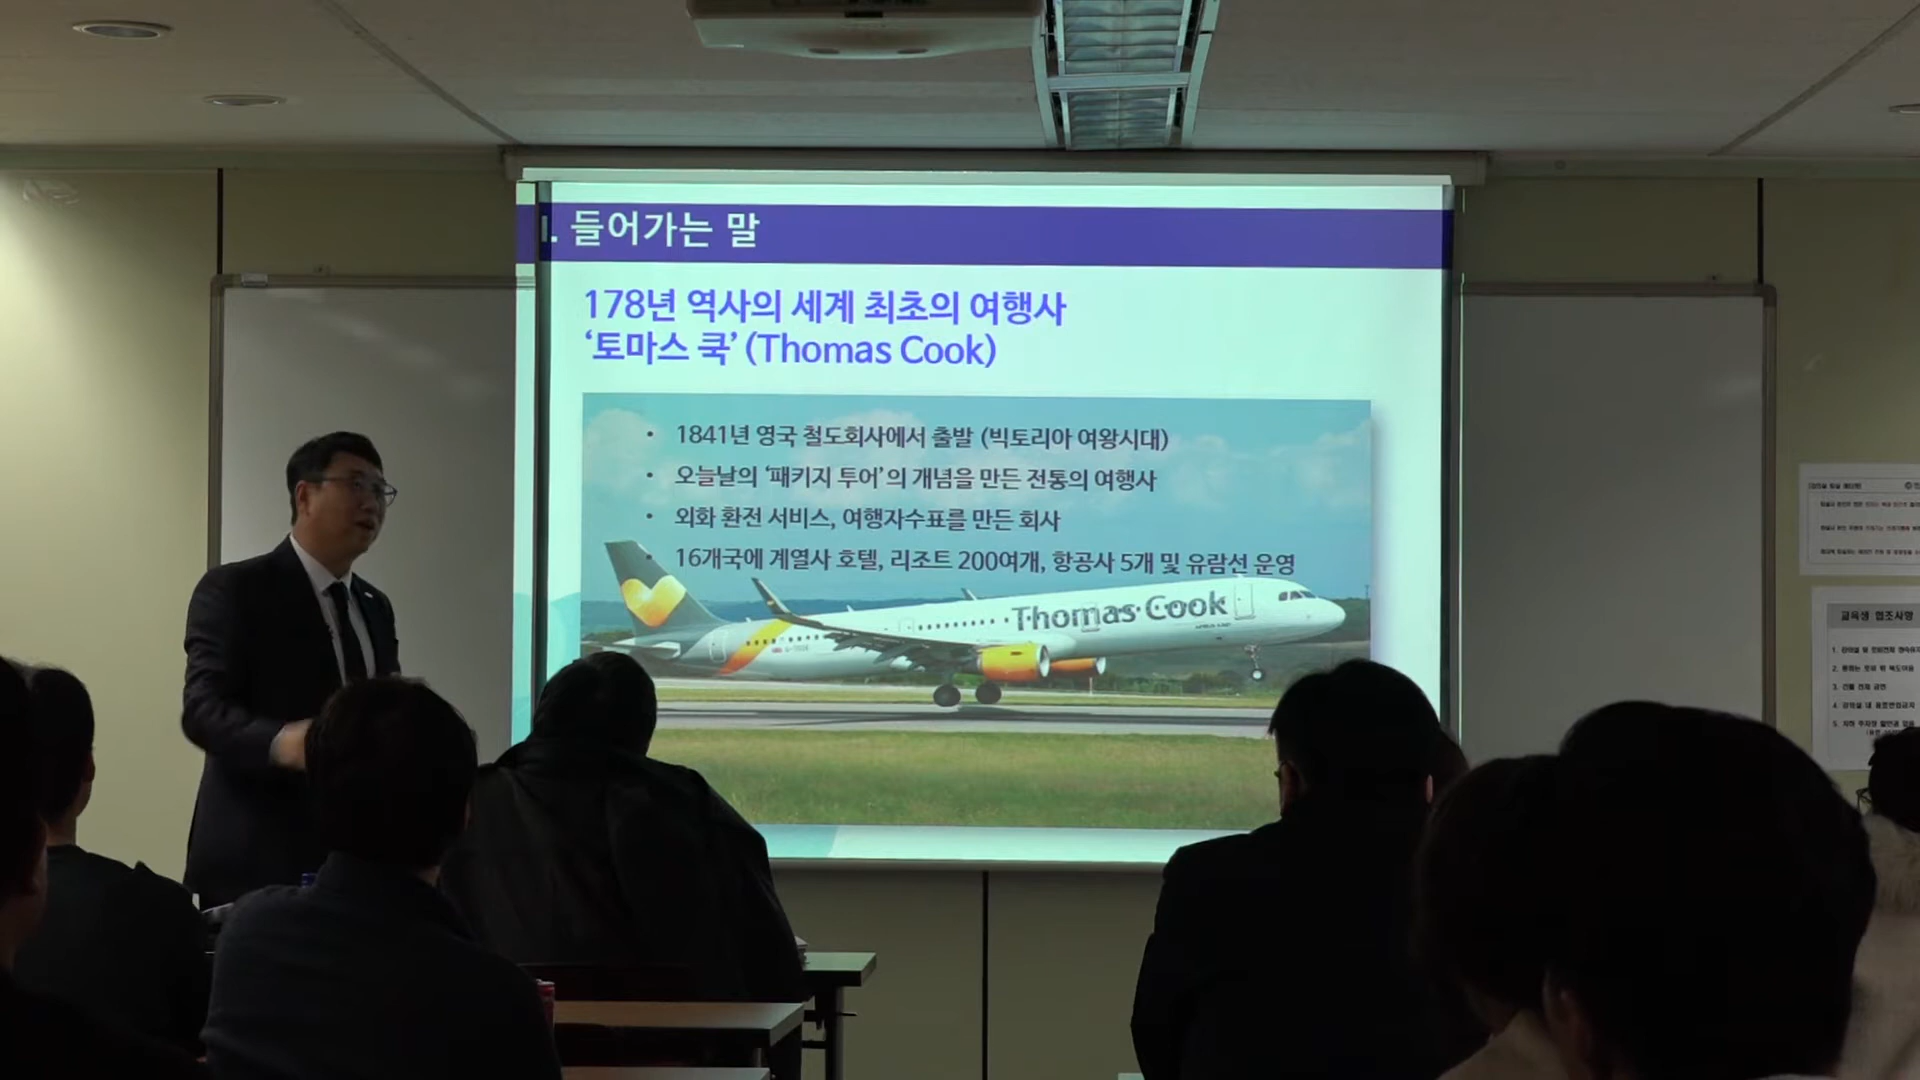 I. 들어가는 말
178년 역사의 세계 최초의 여행사
‘토마스 쿡’ (Thomas Cook)
• 1841년 영국 철도회사에서 출발 (빅토리아 여왕시대)
• 오늘날의 ‘패키지 투어’의 개념을 만든 전통의 여행사
• 외화 환전 서비스, 여행자수표를 만든 회사
• 16개국에 계열사 호텔, 리조트 200여개, 항공사 5개 및 유람선 운영
Thomas Cook
교육생 협조사항